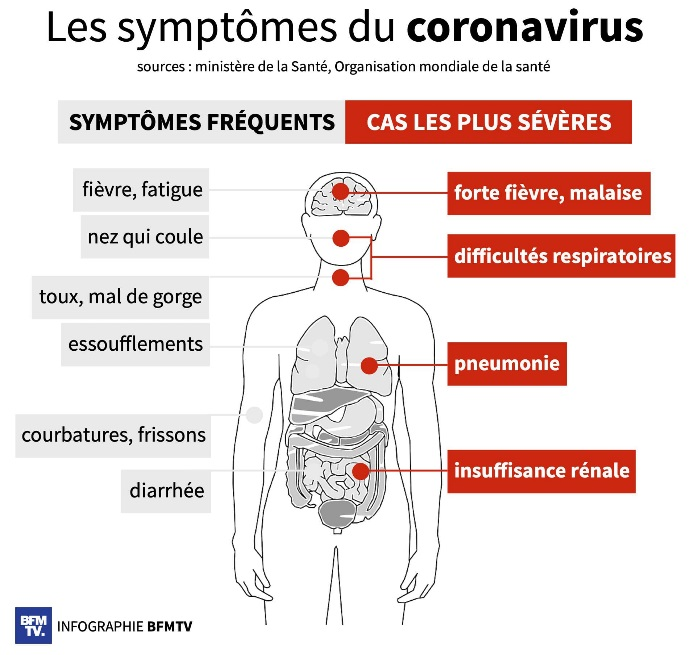 Les symptômes du coronavirus
sources : ministère de la Santé, Organisation mondiale de la santé
SYMPTÔMES FRÉQUENTS
CAS LES PLUS SÉVÈRES
fièvre, fatigue
forte fièvre, malaise
nez qui coule
difficultés respiratoires
toux, mal de gorge
essoufflements
pneumonie
courbatures, frissons
insuffisance rénale
diarrhée
BFM
TV.
INFOGRAPHIE BFMTV